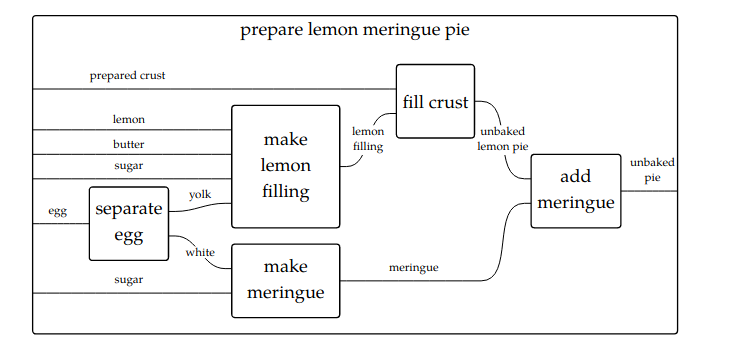 prepare lemon meringue pie
prepared crust
fill crust
lemon
butter
sugar
make
lemon
filling
lemon
filling
unbaked
lemon pie
add
meringue
unbaked
pie
egg
separate
egg
yolk
white
sugar
make
meringue
meringue